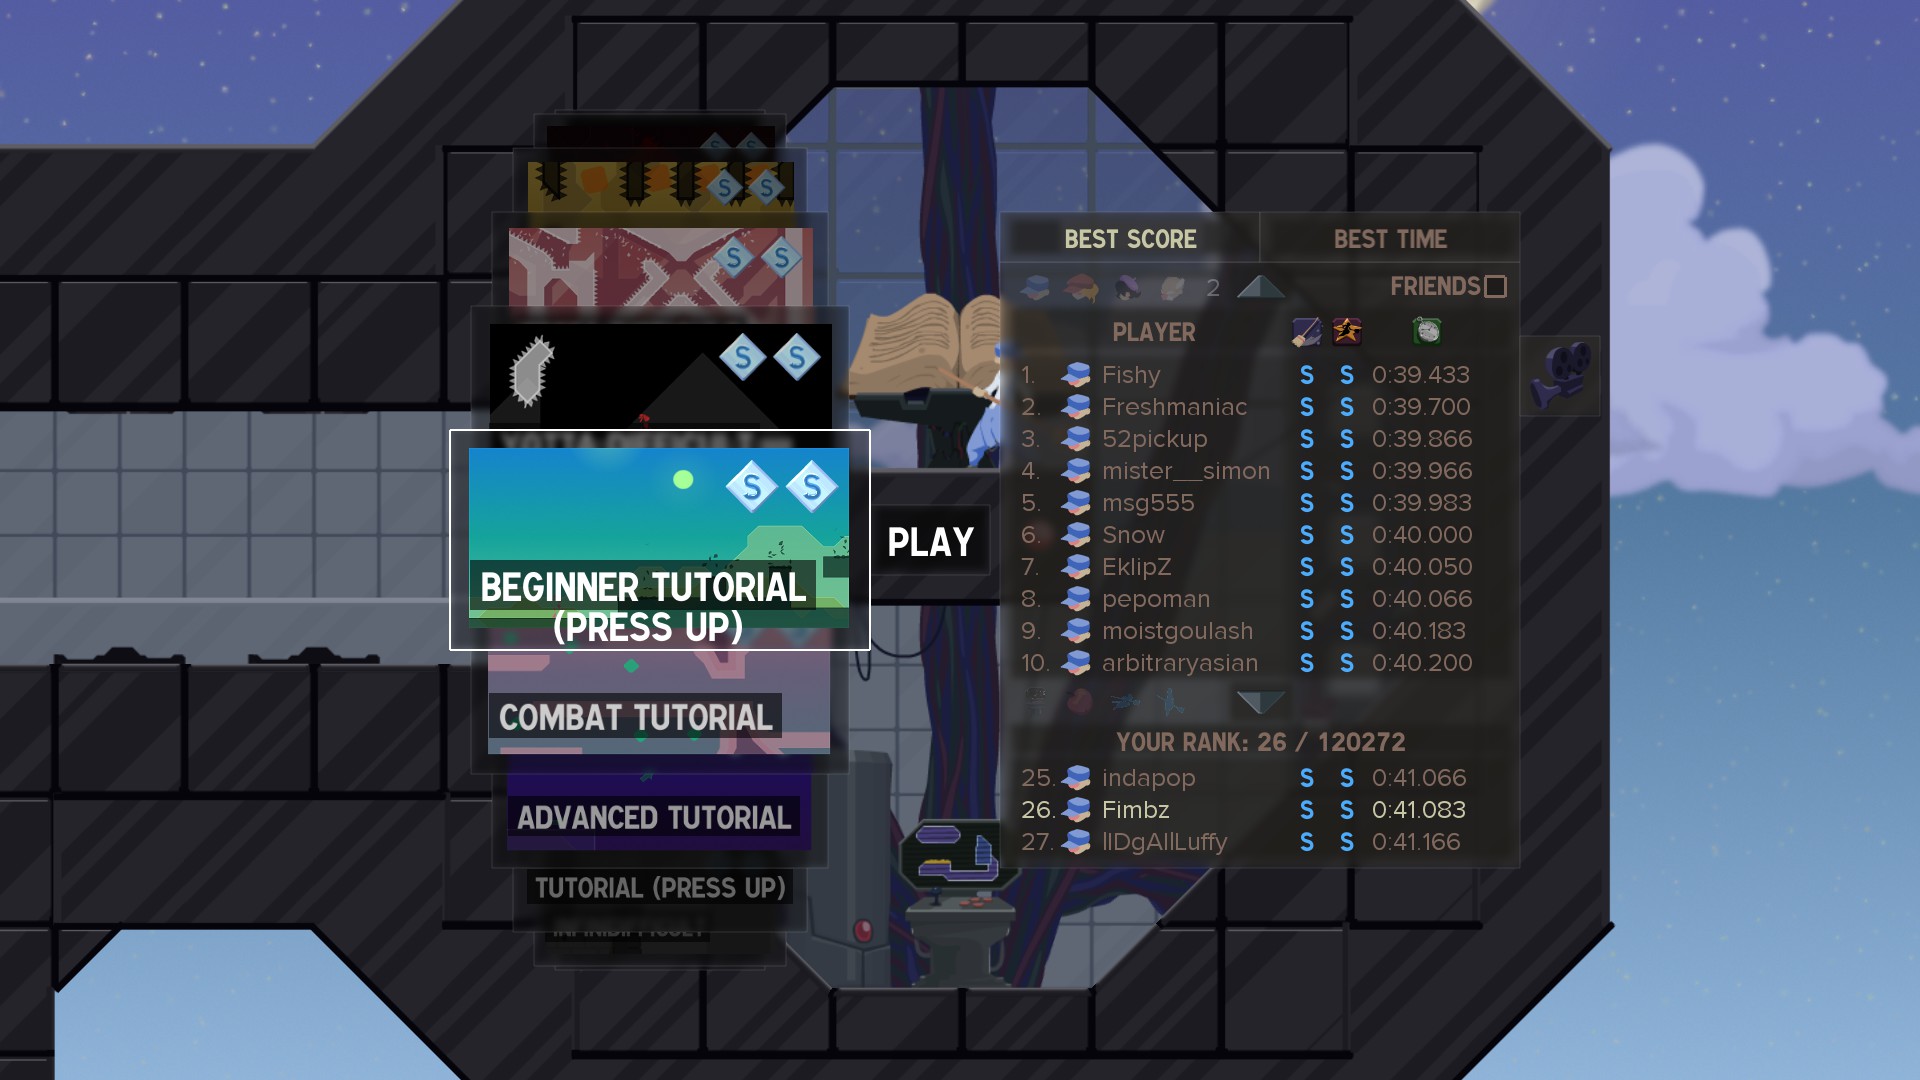 S S
S S
S S
S S
BEGINNER TUTORIAL
(PRESS UP)
PLAY
COMBAT TUTORIAL
ADVANCED TUTORIAL
TUTORIAL (PRESS UP)
INFINIDIFFICULT
BEST SCORE BEST TIME
2 FRIENDS
PLAYER
1. Fishy S S 0:39.433
2. Freshmaniac S S 0:39.700
3. 52pickup S S 0:39.866
4. mister__simon S S 0:39.966
5. msg555 S S 0:39.983
6. Snow S S 0:40.000
7. EklipZ S S 0:40.050
8. pepoman S S 0:40.066
9. moistgoulash S S 0:40.183
10. arbitraryasian S S 0:40.200
YOUR RANK: 26 / 120272
25. indapop S S 0:41.066
26. Fimbz S S 0:41.083
27. llDgAllLuffy S S 0:41.166